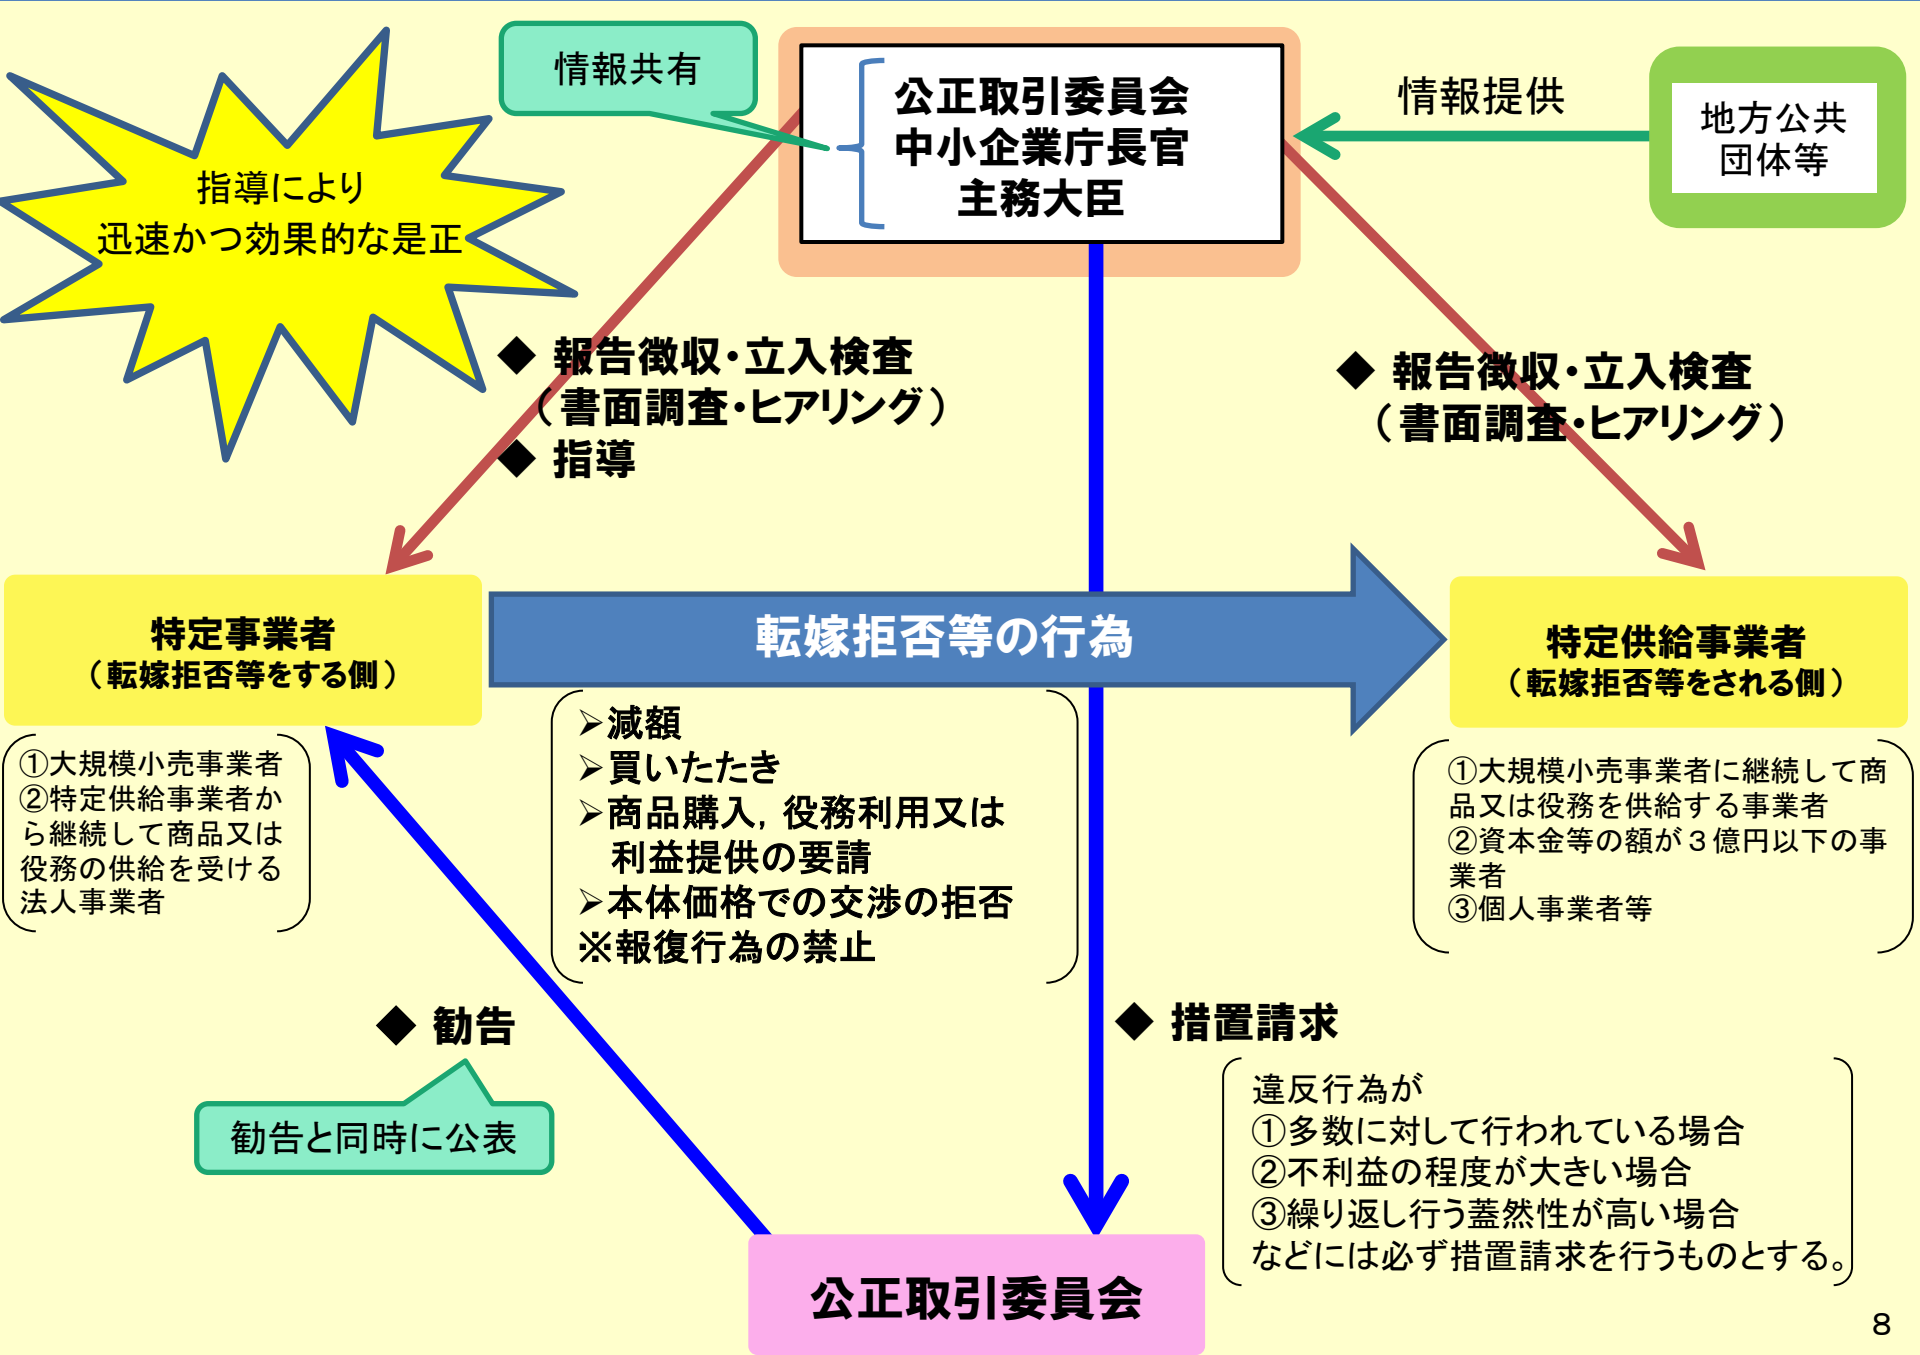 情報共有
公正取引委員会
中小企業庁長官
主務大臣
情報提供
地方公共
団体等
指導により
迅速かつ効果的な是正
◆ 報告徴収・立入検査
（書面調査・ヒアリング）
◆ 指導
◆ 報告徴収・立入検査
（書面調査・ヒアリング）
特定事業者
（転嫁拒否等をする側）
転嫁拒否等の行為
特定供給事業者
（転嫁拒否等をされる側）
①大規模小売事業者
②特定供給事業者か
ら継続して商品又は
役務の供給を受ける
法人事業者
➢減額
➢買いたたき
➢商品購入，役務利用又は
利益提供の要請
➢本体価格での交渉の拒否
※報復行為の禁止
①大規模小売事業者に継続して商
品又は役務を供給する事業者
②資本金等の額が３億円以下の事
業者
③個人事業者等
◆ 勧告
勧告と同時に公表
◆ 措置請求
違反行為が
①多数に対して行われている場合
②不利益の程度が大きい場合
③繰り返し行う蓋然性が高い場合
などには必ず措置請求を行うものとする。
公正取引委員会
8